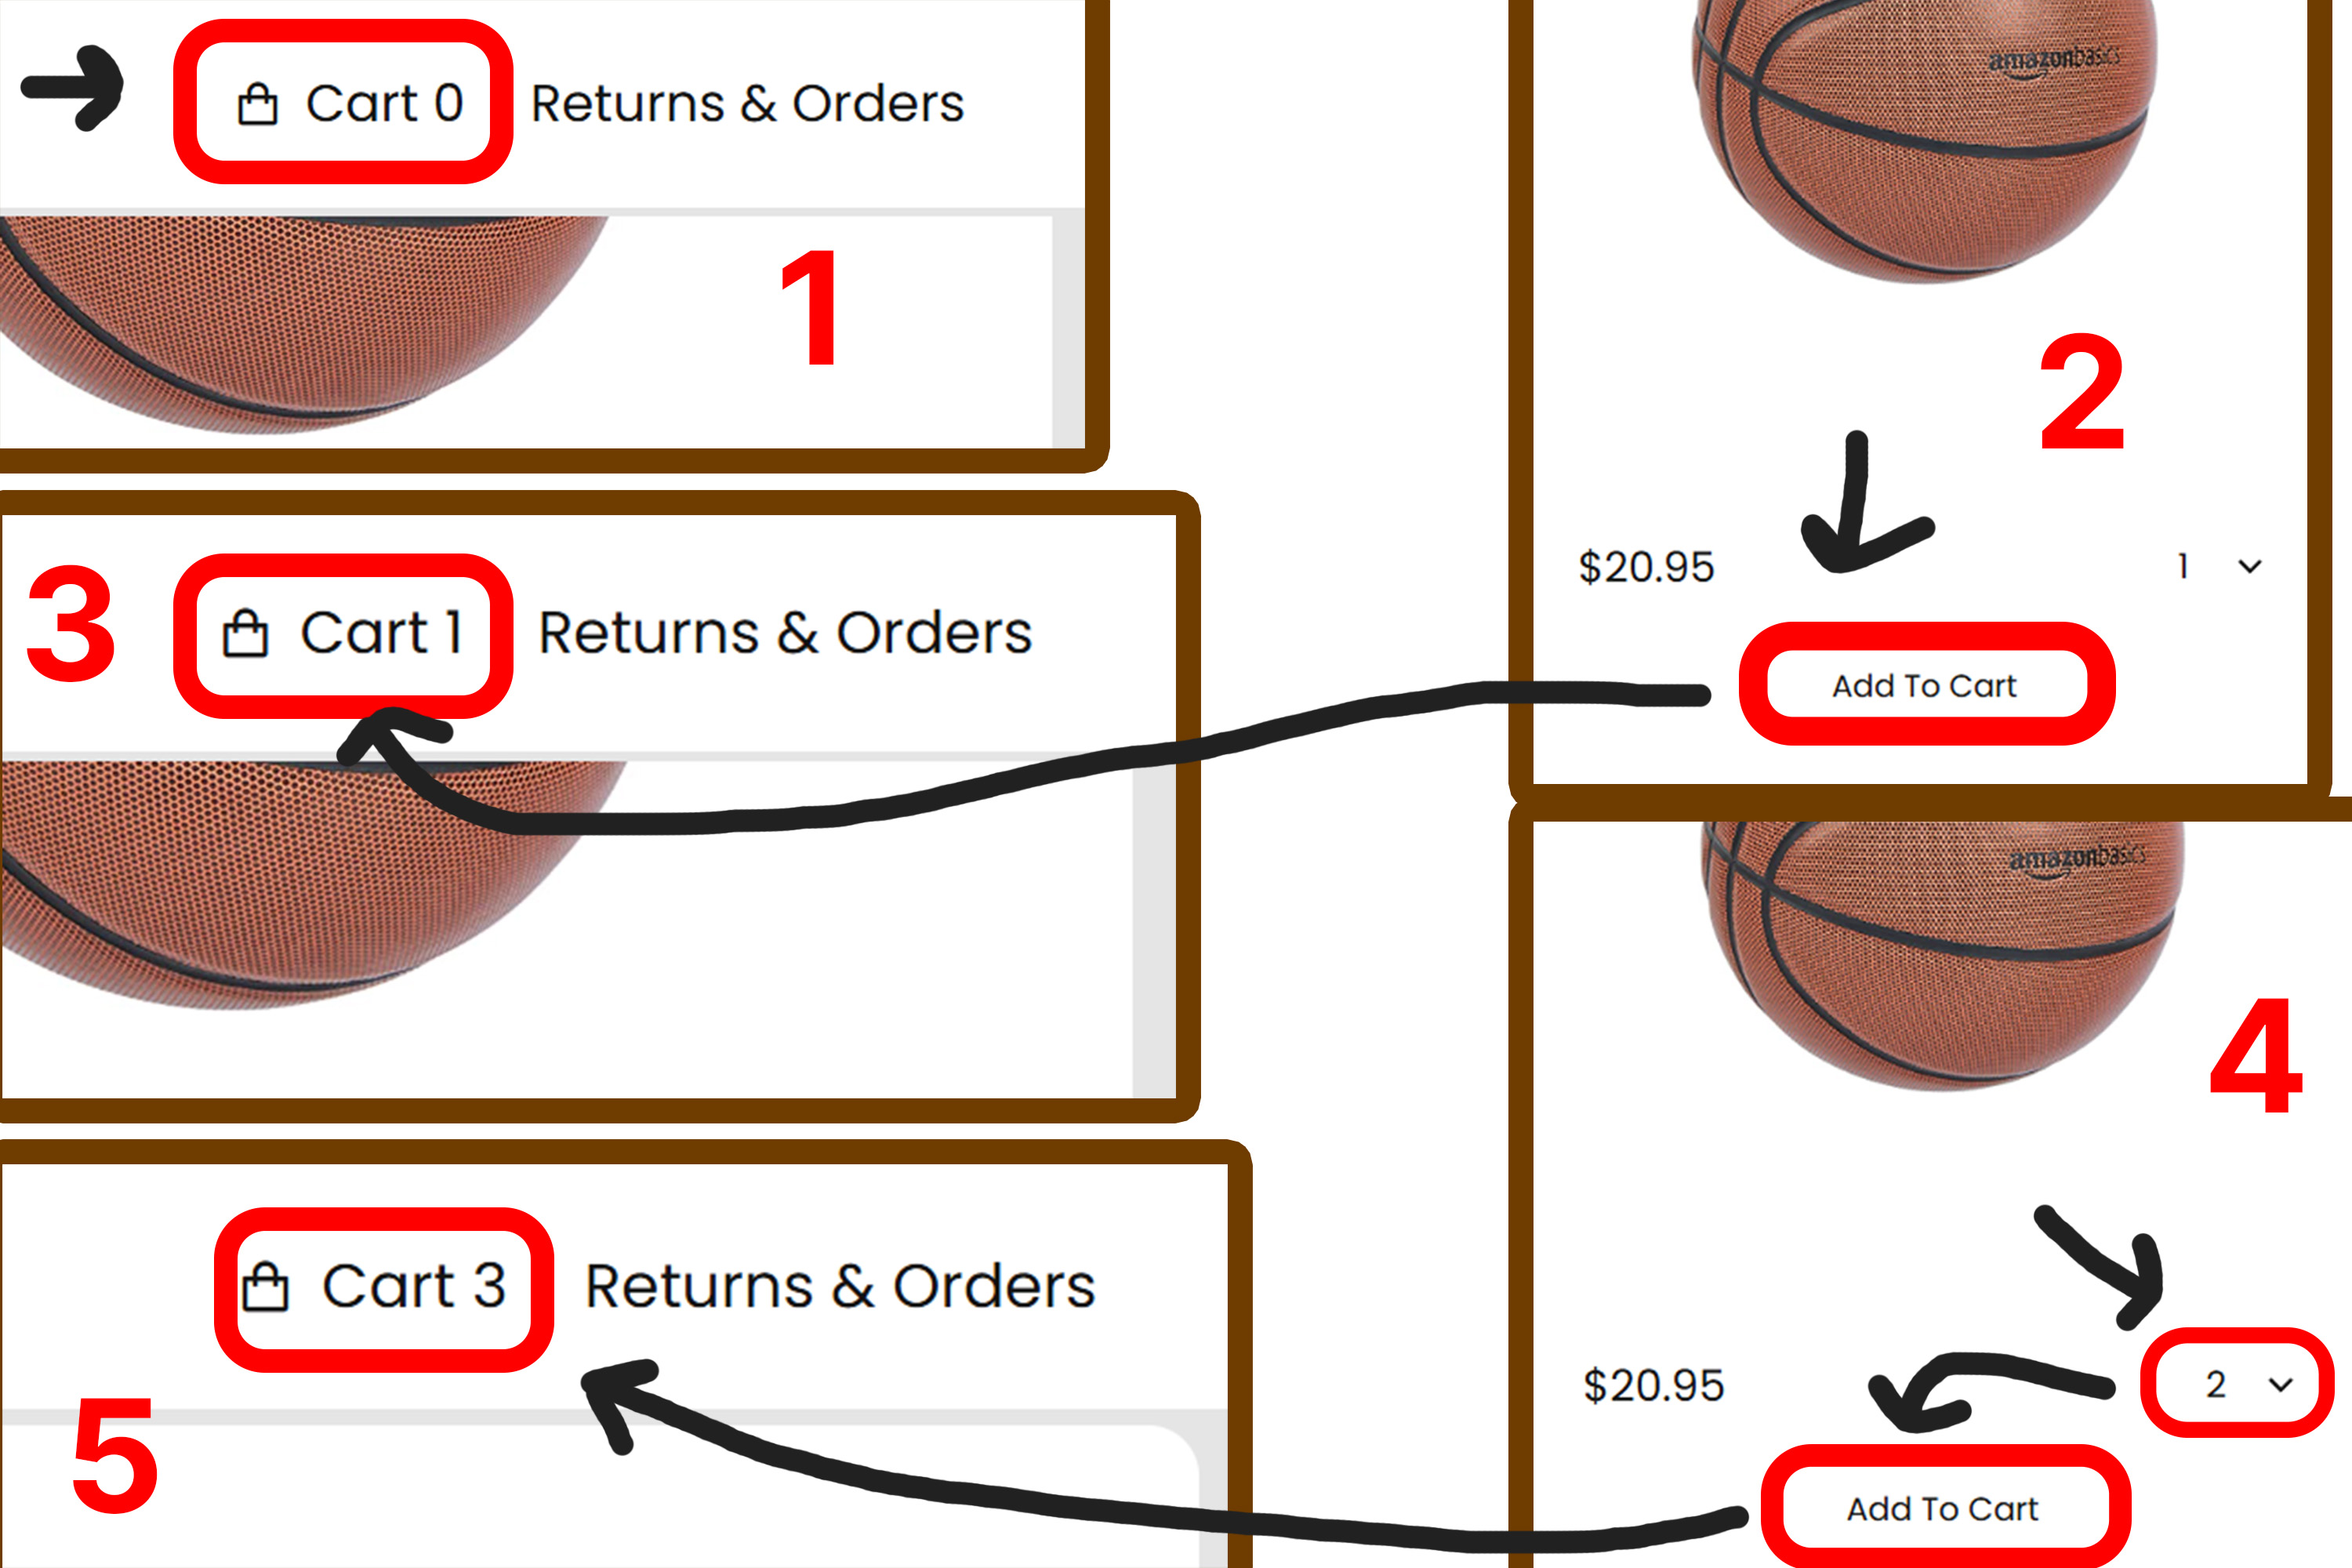 Cart 0 Returns & Orders
1
amazonbasics
2
$20.95 1
Add To Cart
3
Cart 1 Returns & Orders
amazonbasics
4
$20.95 2
Add To Cart
Cart 3 Returns & Orders
5